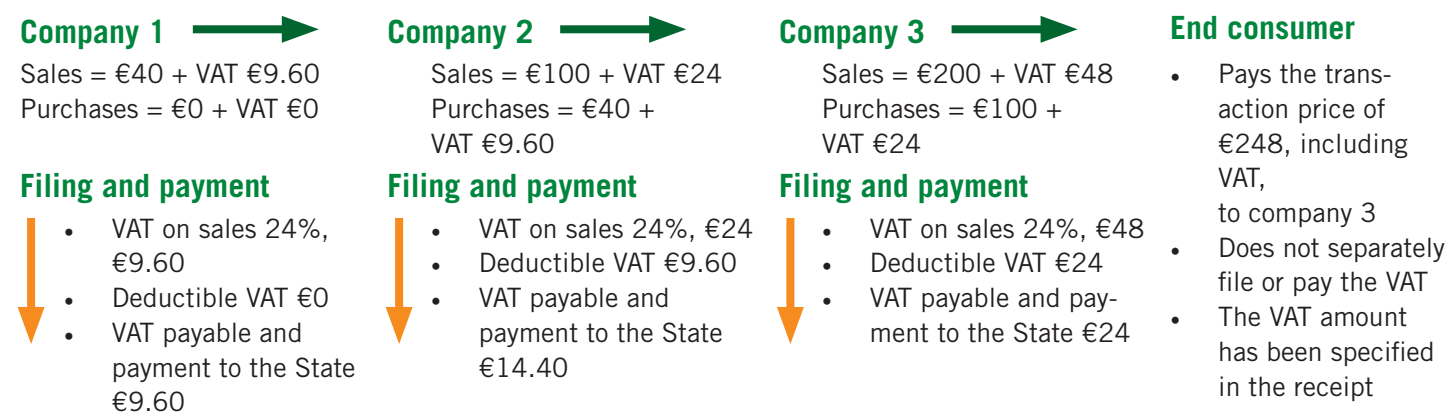 Company 1
Sales = €40 + VAT €9.60
Purchases = €0 + VAT €0
Filing and payment
• VAT on sales 24%,
€9.60
• Deductible VAT €0
• VAT payable and
payment to the State
€9.60
Company 2
Sales = €100 + VAT €24
Purchases = €40 +
VAT €9.60
Filing and payment
• VAT on sales 24%, €24
• Deductible VAT €9.60
• VAT payable and
payment to the State
€14.40
Company 3
Sales = €200 + VAT €48
Purchases = €100 +
VAT €24
Filing and payment
• VAT on sales 24%, €48
• Deductible VAT €24
• VAT payable and pay-
ment to the State €24
End consumer
• Pays the trans-
action price of
€248, including
VAT,
to company 3
• Does not separately
file or pay the VAT
• The VAT amount
has been specified
in the receipt